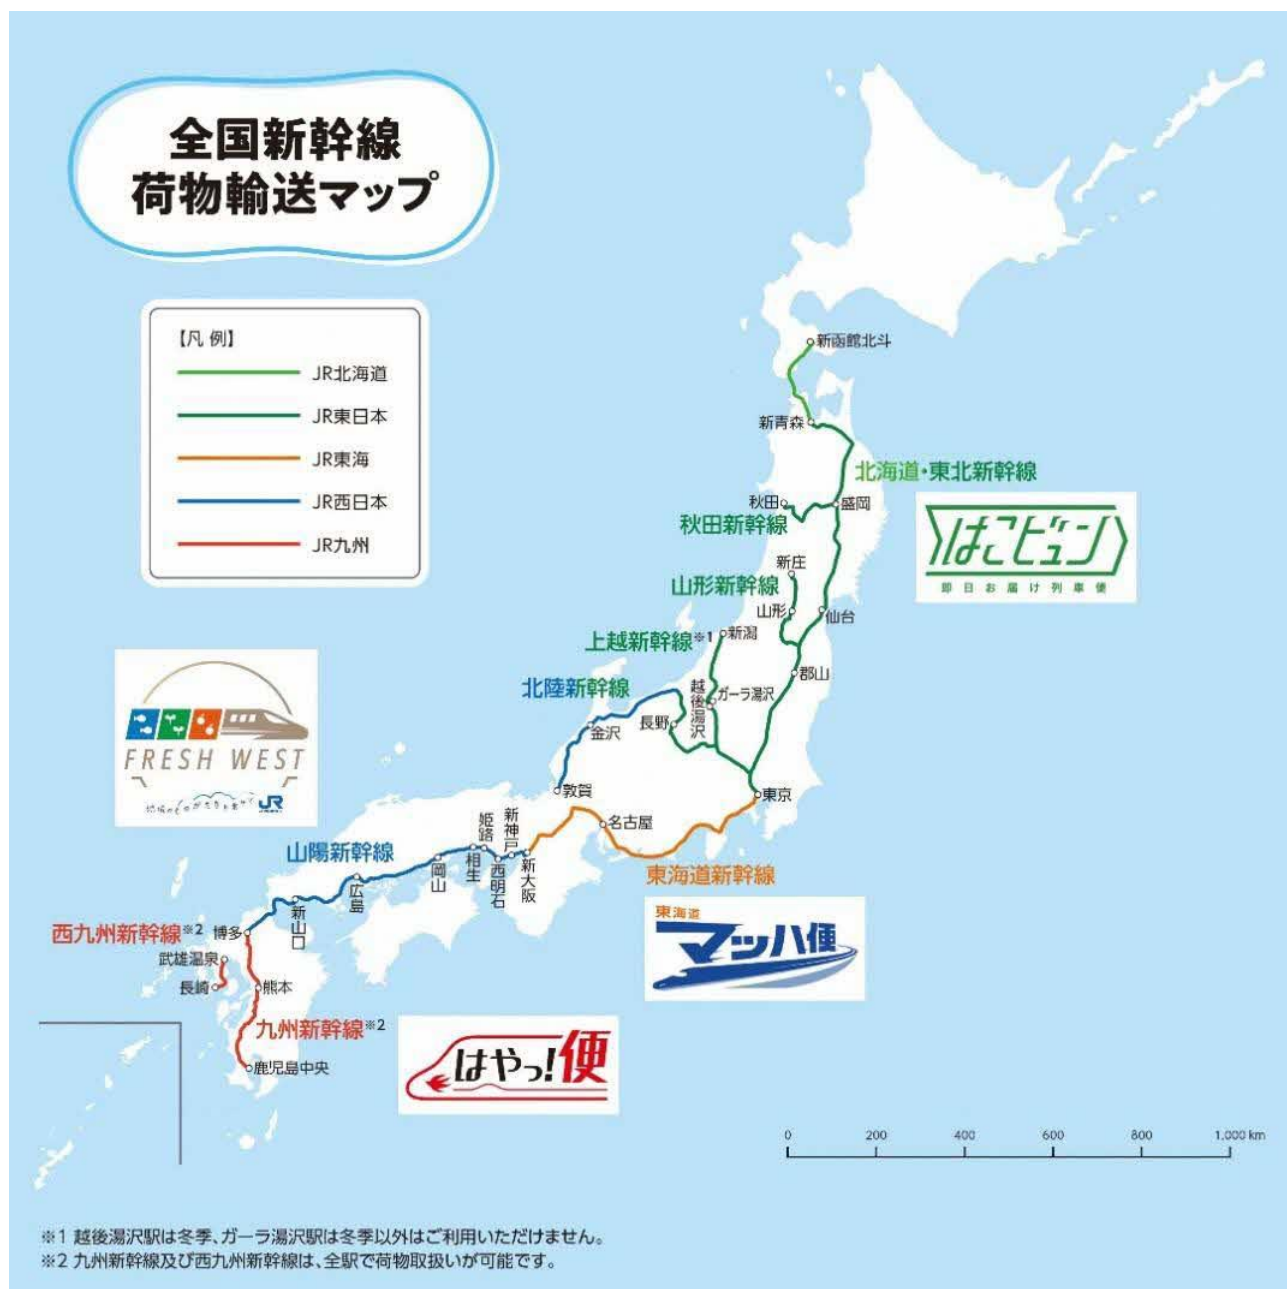 全国新幹線
荷物輸送マップ
【凡 例】
JR北海道
JR東日本
JR東海
JR西日本
JR九州
新函館北斗
新青森
北海道・東北新幹線
秋田
盛岡
秋田新幹線
はこビュン
即日お届け列車便
新庄
山形新幹線
山形
仙台
上越新幹線※1
新潟
郡山
北陸新幹線
越後湯沢
ガーラ湯沢
長野
金沢
敦賀
東京
FRESH WEST
JR
名古屋
東海道新幹線
東海道
マッハ便
山陽新幹線
新神戸
姫路
新大阪
西明石
相生
岡山
広島
新山口
西九州新幹線※2
博多
武雄温泉
長崎
熊本
九州新幹線※2
鹿児島中央
はやっ!便
0 200 400 600 800 1,000 km
※1 越後湯沢駅は冬季、ガーラ湯沢駅は冬季以外はご利用いただけません。
※2 九州新幹線及び西九州新幹線は、全駅で荷物取扱いが可能です。